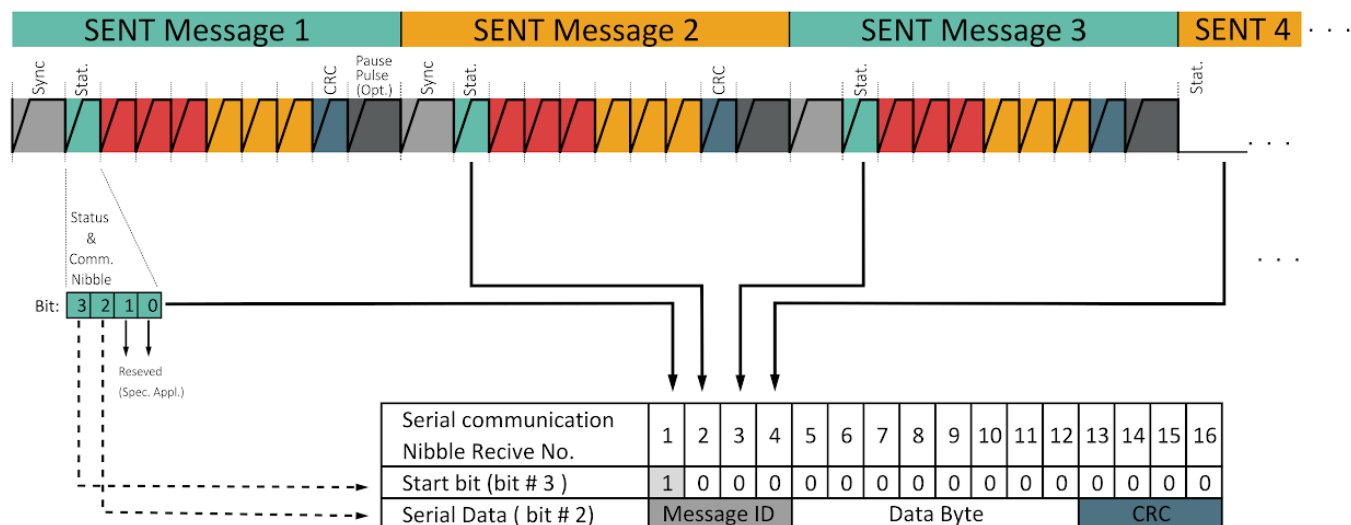 SENT Message 1 SENT Message 2 SENT Message 3 SENT 4 . . .
Sync Stat. CRC Pause Pulse (Opt.) Sync Stat. CRC Stat. Stat.
. . .
Status
&
Comm.
Nibble
. . .
Bit: 3 2 1 0
Reseved
(Spec. Appl.)
Serial communication
Nibble Recive No. 1 2 3 4 5 6 7 8 9 10 11 12 13 14 15 16
Start bit (bit # 3 ) 1 0 0 0 0 0 0 0 0 0 0 0 0 0 0 0
Serial Data ( bit # 2) Message ID Data Byte CRC